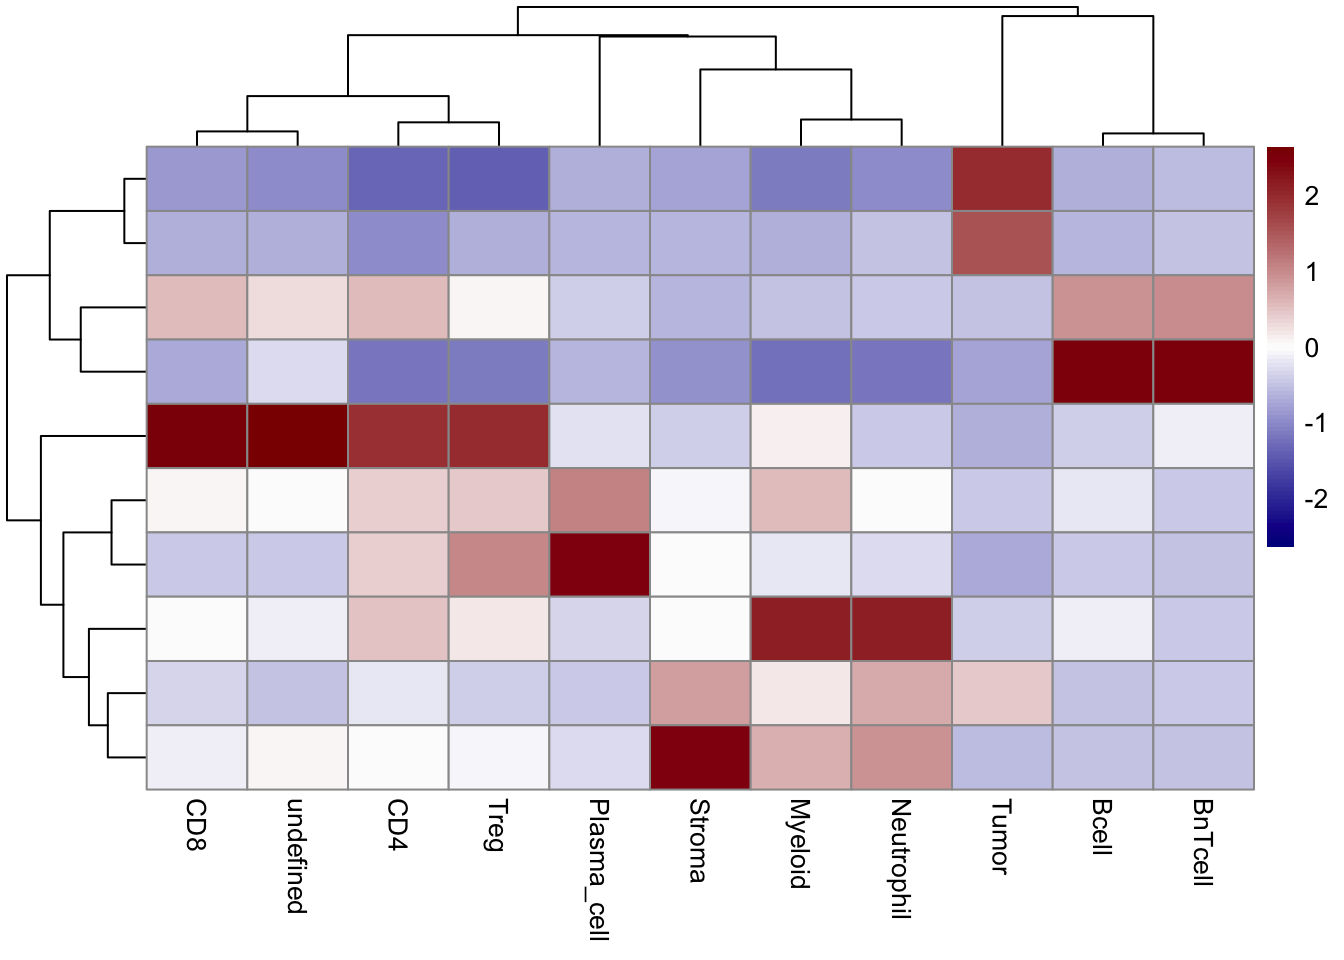 2
1
0
-1
-2
CD8
undefined
CD4
Treg
Plasma_cell
Stroma
Myeloid
Neutrophil
Tumor
Bcell
BnTcell